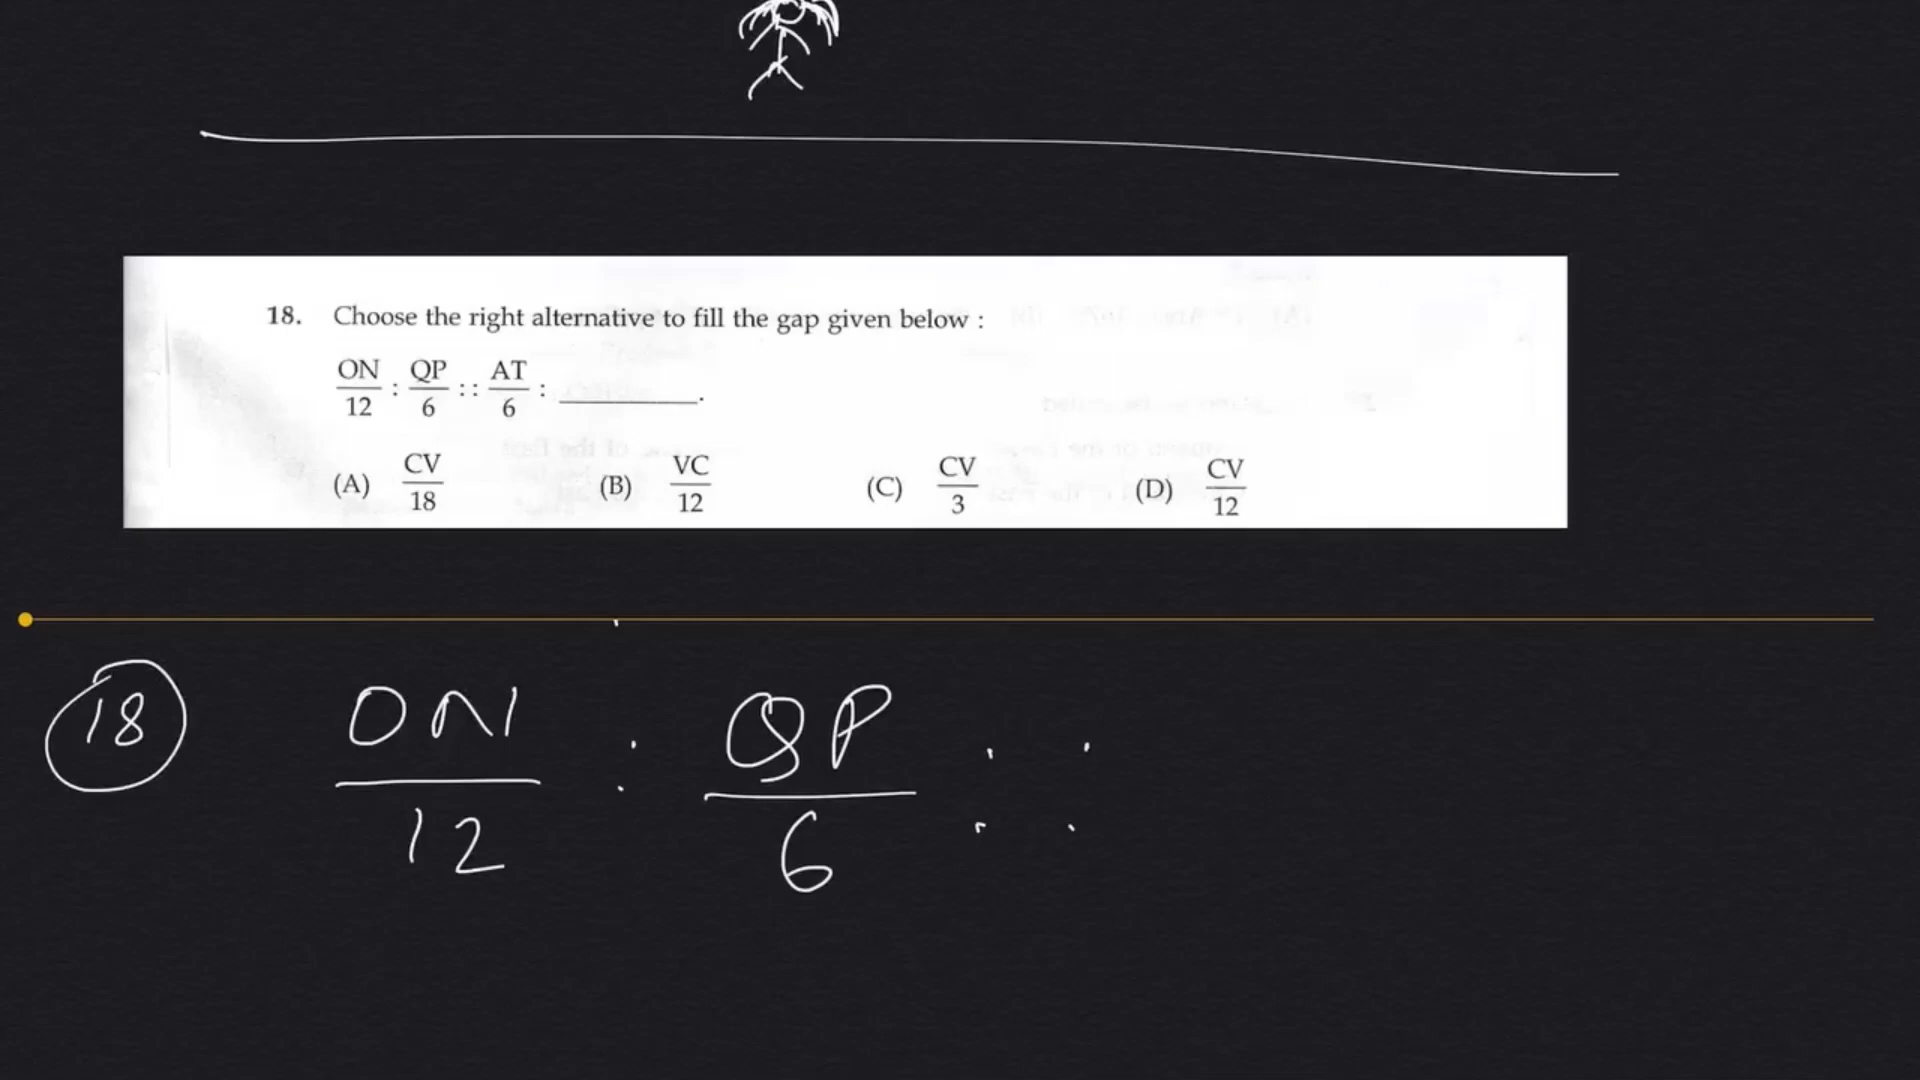 18. Choose the right alternative to fill the gap given below :
ON QP AT
: :: : ________.
12 6 6
CV VC CV CV
(A) (B) (C) (D)
18 12 3 12
18 ON : QP ::
12 6